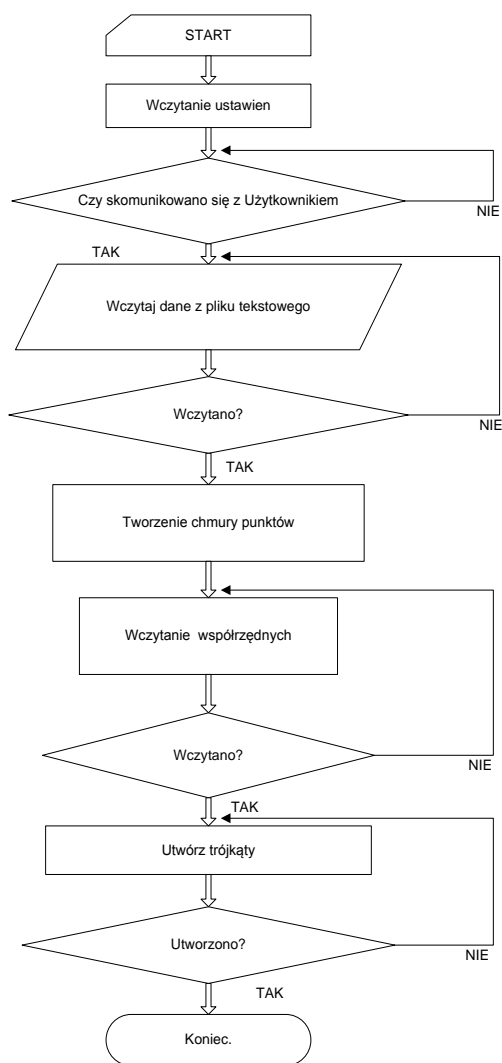 START
Wczytanie ustawien
Czy skomunikowano się z Użytkownikiem
NIE
TAK
Wczytaj dane z pliku tekstowego
Wczytano?
NIE
TAK
Tworzenie chmury punktów
Wczytanie współrzędnych
Wczytano?
NIE
TAK
Utwórz trójkąty
Utworzono?
NIE
TAK
Koniec.